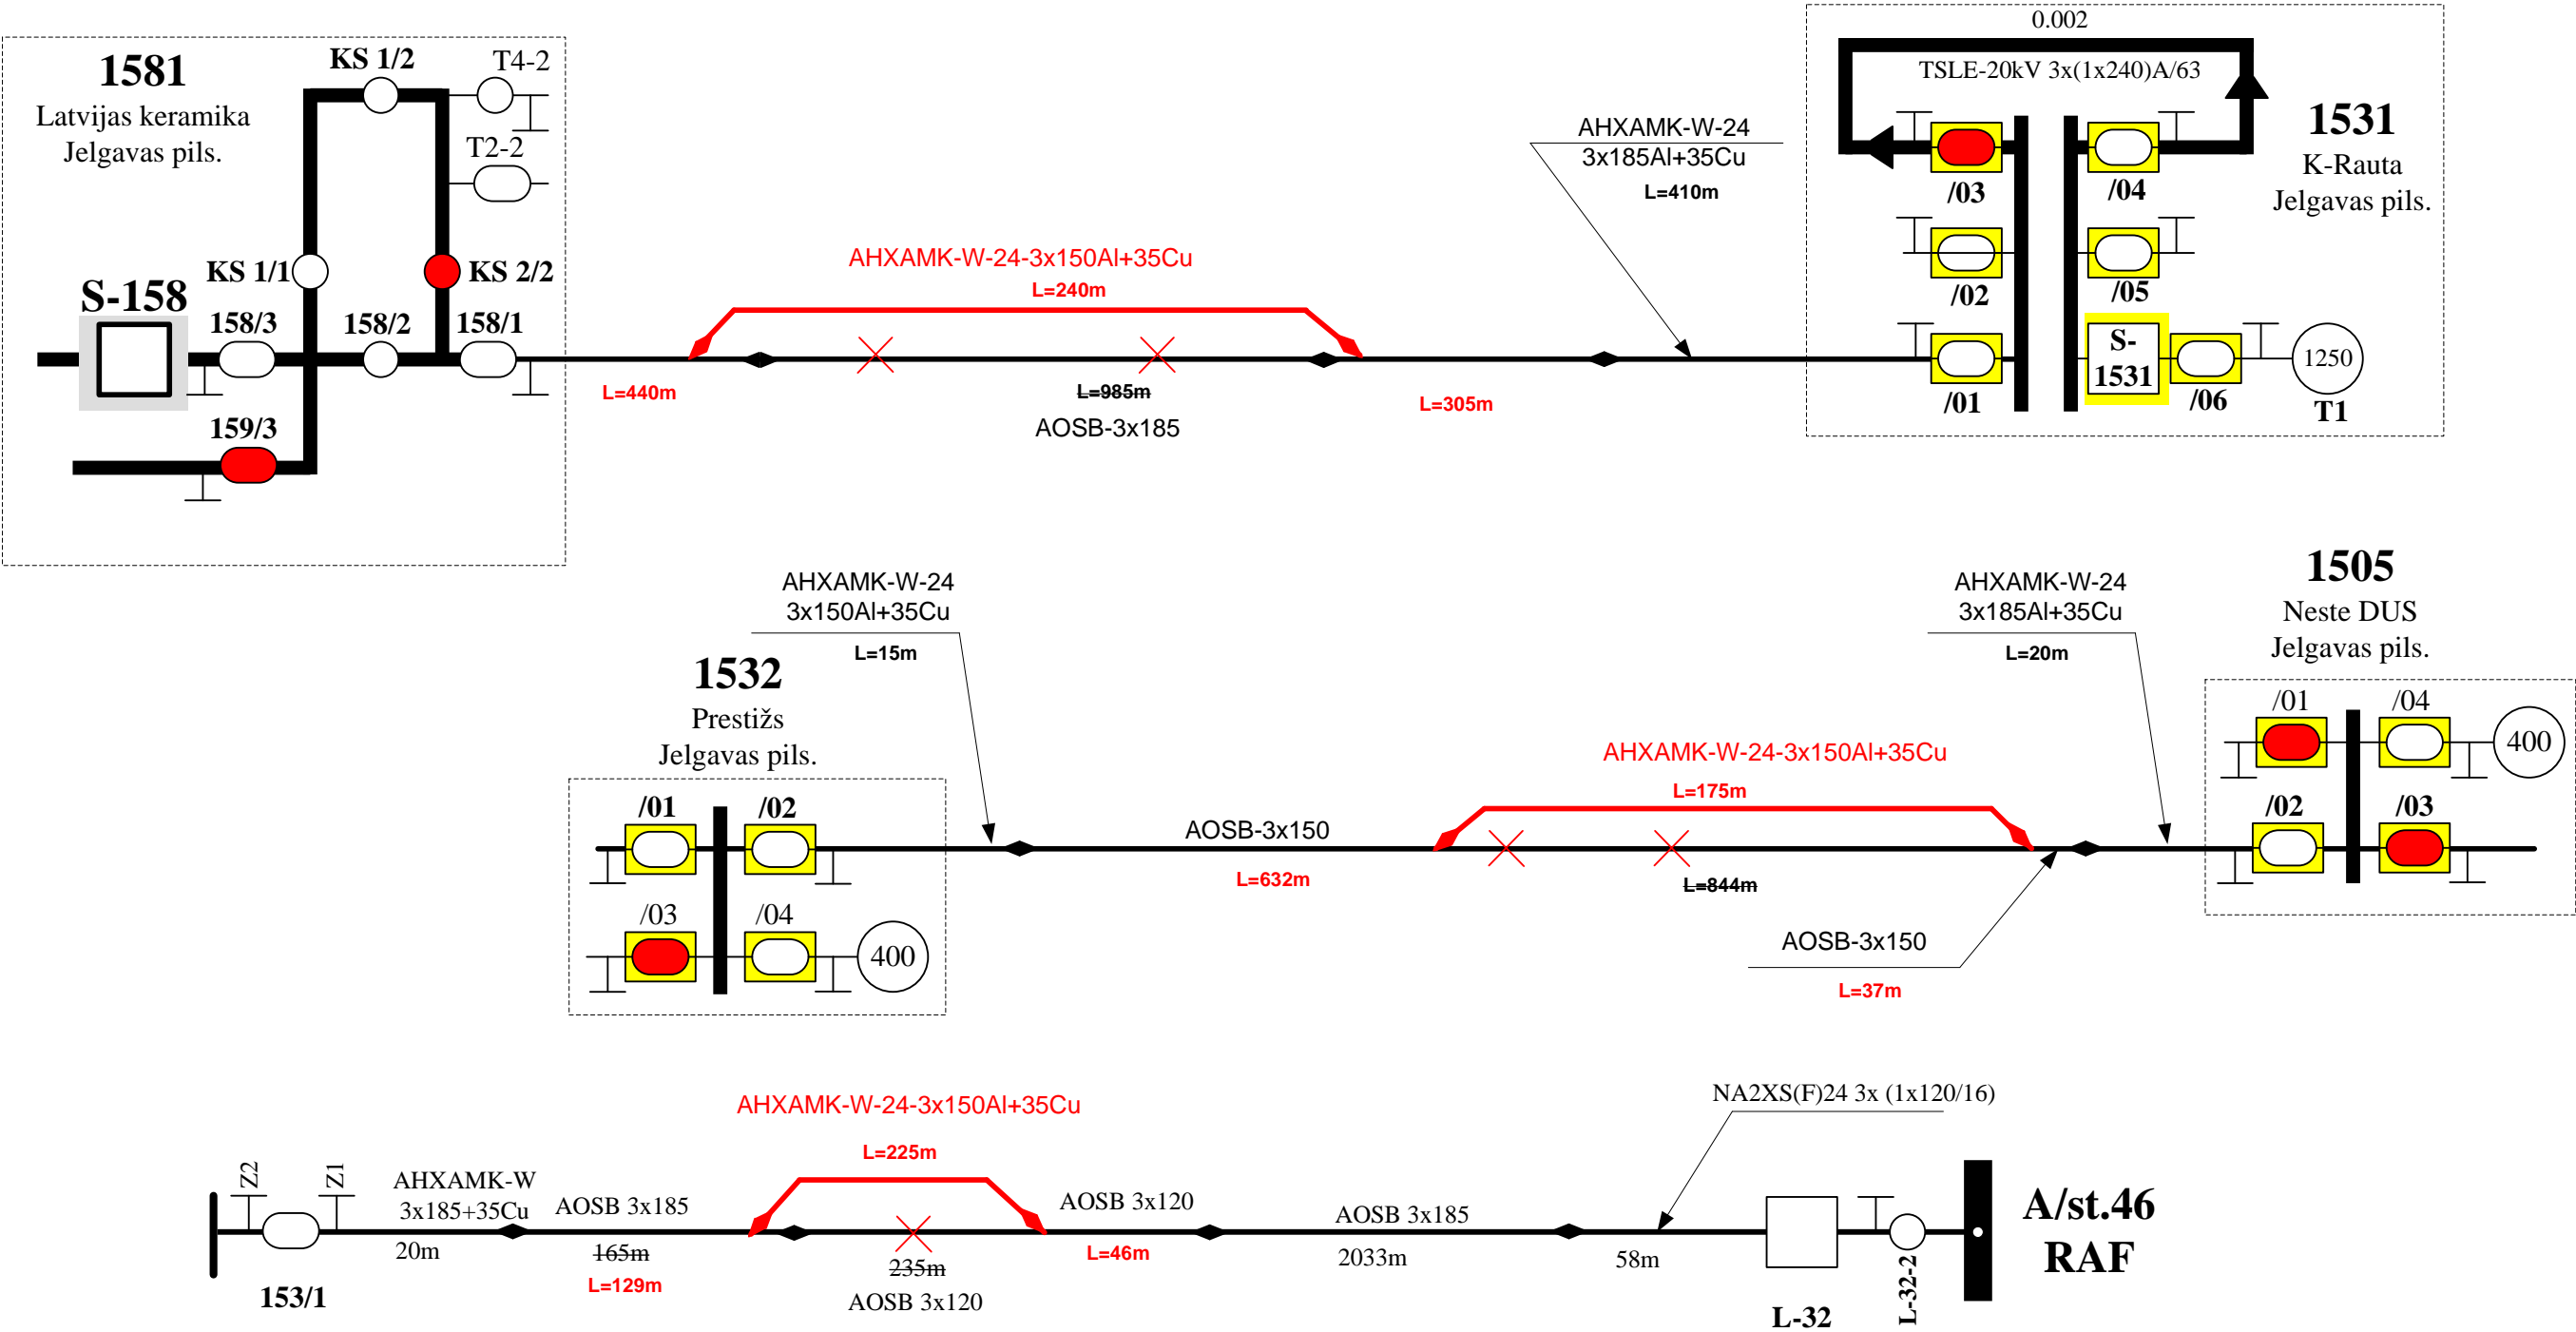 1581
Latvijas keramika
Jelgavas pils.
KS 1/2
T4-2
T2-2
KS 1/1
KS 2/2
S-158
158/3
158/2
158/1
159/3
AHXAMK-W-24-3x150Al+35Cu
L=240m
L=440m
L=985m
AOSB-3x185
L=305m
AHXAMK-W-24
3x185Al+35Cu
L=410m
0.002
TSLE-20kV 3x(1x240)A/63
1531
K-Rauta
Jelgavas pils.
/03
/04
/02
/05
/01
S-
1531
/06
1250
T1
AHXAMK-W-24
3x150Al+35Cu
L=15m
1532
Prestižs
Jelgavas pils.
/01
/02
/03
/04
400
AOSB-3x150
L=632m
AHXAMK-W-24-3x150Al+35Cu
L=175m
L=844m
AOSB-3x150
L=37m
AHXAMK-W-24
3x185Al+35Cu
L=20m
1505
Neste DUS
Jelgavas pils.
/01
/04
400
/02
/03
AHXAMK-W-24-3x150Al+35Cu
L=225m
Z2
Z1
153/1
AHXAMK-W
3x185+35Cu
20m
AOSB 3x185
165m
L=129m
235m
AOSB 3x120
AOSB 3x120
L=46m
AOSB 3x185
2033m
NA2XS(F)24 3x (1x120/16)
58m
L-32
L-32-2
A/st.46
RAF